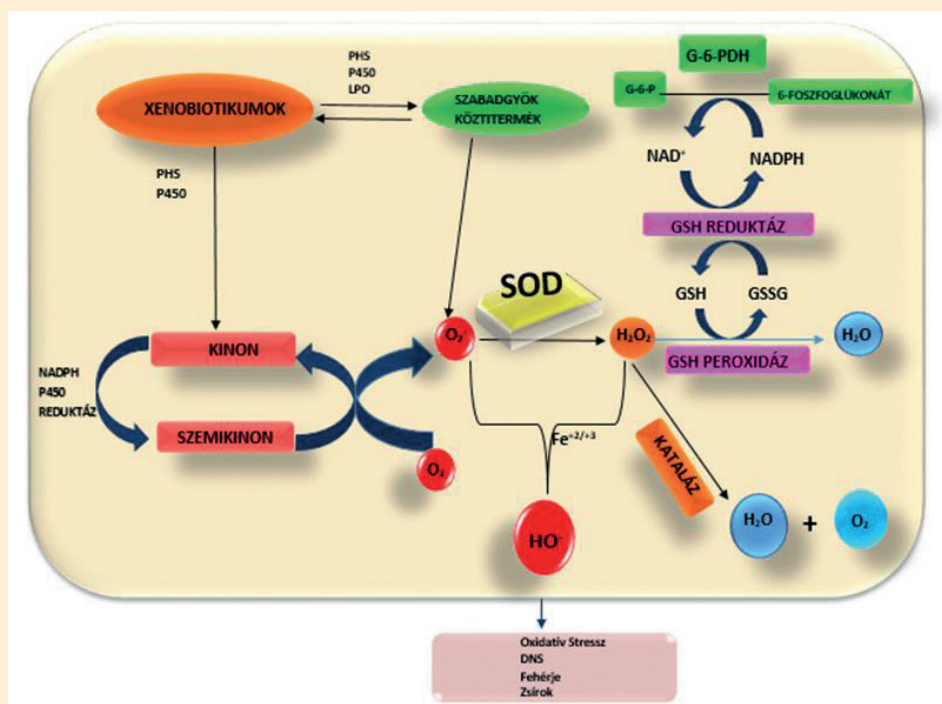 PHS
P450
LPO
G-6-PDH
XENOBIOTIKUMOK
SZABADGYÖK
KÖZTITERMÉK
G-6-P
6-FOSZFOGLÜKONÁT
PHS
P450
NAD⁺
NADPH
GSH REDUKTÁZ
SOD
GSH
GSSG
O₂⁻
H₂O₂
H₂O
KINON
GSH PEROXIDÁZ
NADPH
P450
REDUKTÁZ
SZEMIKINON
O₂
Fe⁺²/⁺³
KATALÁZ
HO·
H₂O + O₂
Oxidatív Stressz
DNS
Fehérje
Zsírok